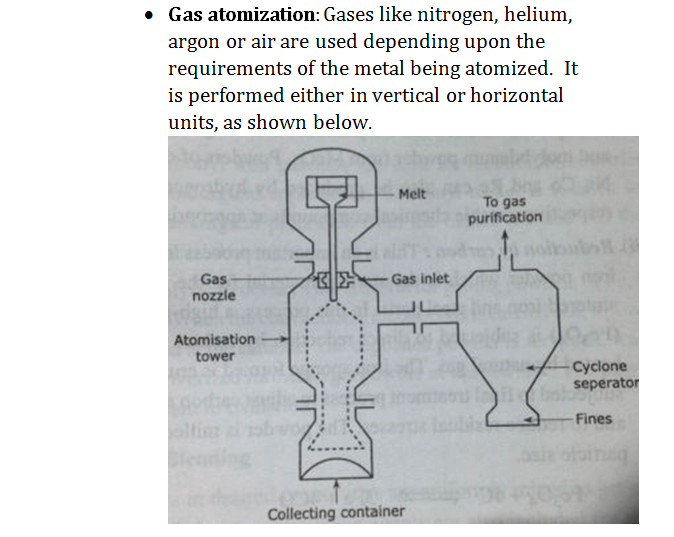 • Gas atomization: Gases like nitrogen, helium,
argon or air are used depending upon the
requirements of the metal being atomized. It
is performed either in vertical or horizontal
units, as shown below.
Melt
To gas
purification
Gas
nozzle
Gas inlet
Atomisation
tower
Cyclone
seperator
Fines
Collecting container